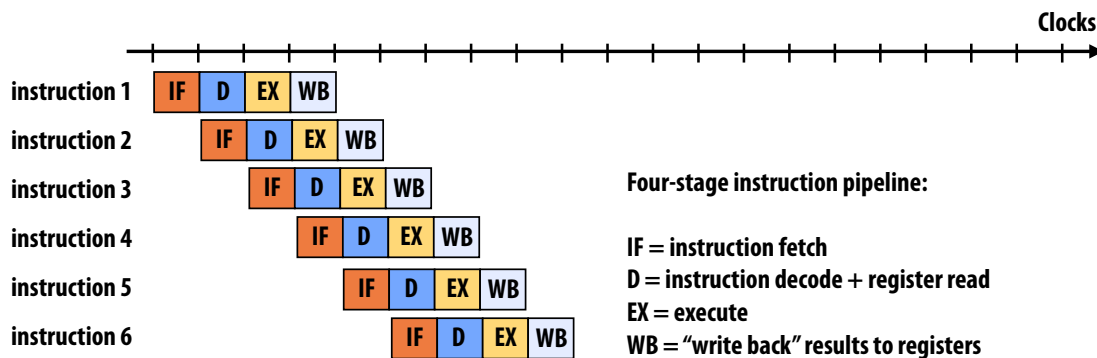 Clocks
instruction 1 IF D EX WB
instruction 2 IF D EX WB
instruction 3 IF D EX WB
instruction 4 IF D EX WB
instruction 5 IF D EX WB
instruction 6 IF D EX WB
Four-stage instruction pipeline:
IF = instruction fetch
D = instruction decode + register read
EX = execute
WB = “write back” results to registers